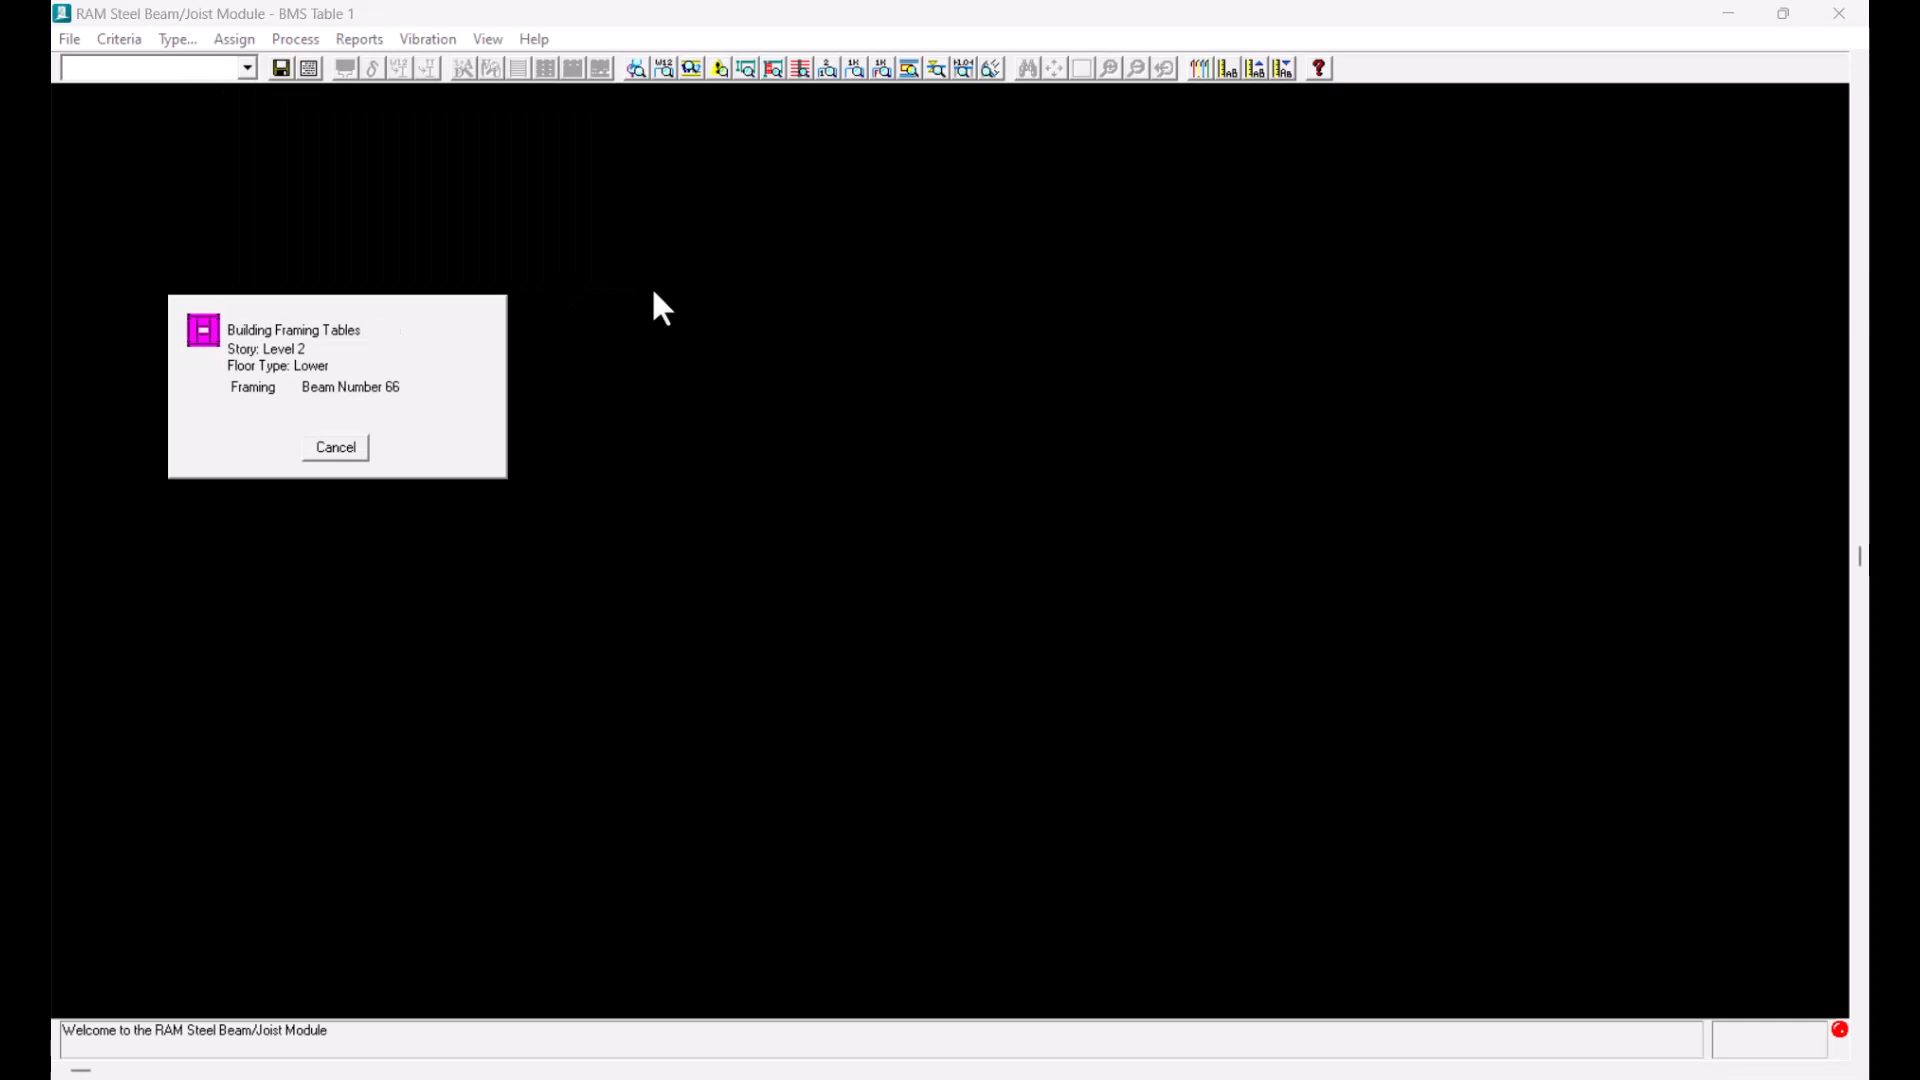 RAM Steel Beam/Joist Module - BMS Table 1
File Criteria Type... Assign Process Reports Vibration View Help
Building Framing Tables
Story: Level 2
Floor Type: Lower
Framing Beam Number 66
Cancel
Welcome to the RAM Steel Beam/Joist Module